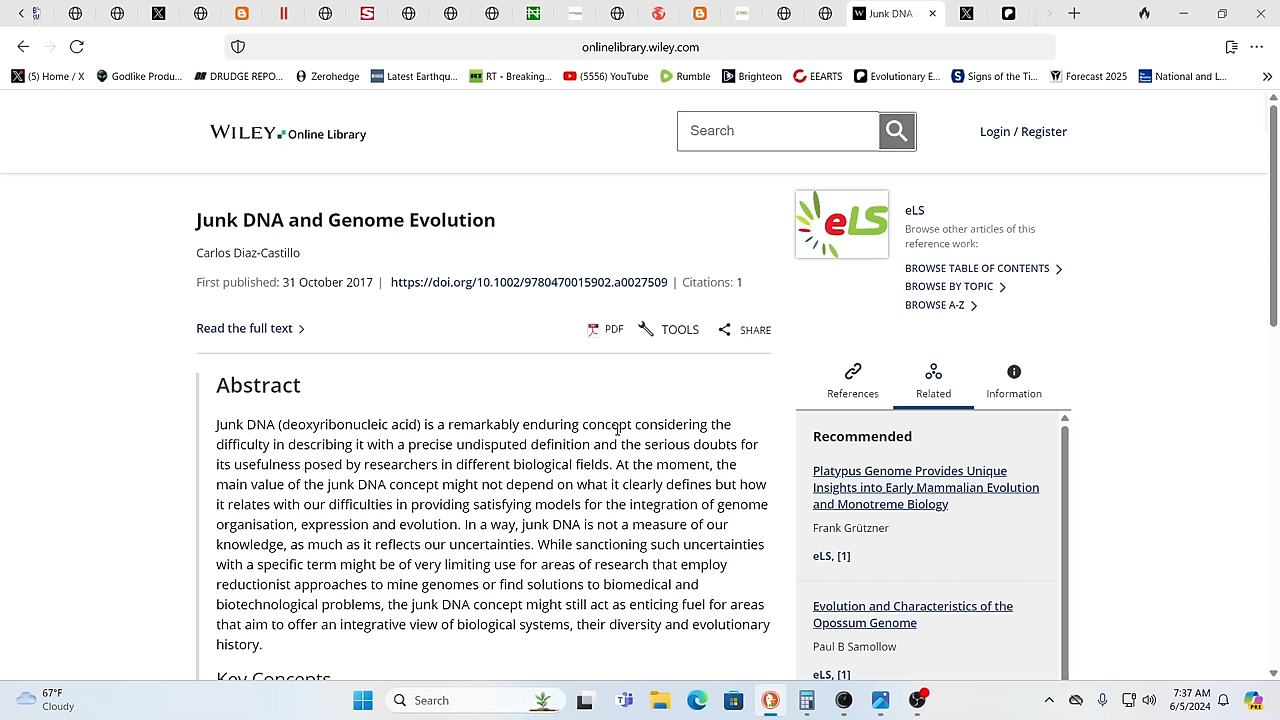 Junk DNA
onlinelibrary.wiley.com
(5) Home / X
Godlike Produ...
DRUDGE REPO...
Zerohedge
Latest Earthqu...
RT - Breaking...
(5556) YouTube
Rumble
Brighteon
EEARTS
Evolutionary E...
Signs of the Ti...
Forecast 2025
National and L...
WILEY Online Library
Search
Login / Register
Junk DNA and Genome Evolution
Carlos Diaz-Castillo
First published: 31 October 2017 | https://doi.org/10.1002/9780470015902.a0027509 | Citations: 1
Read the full text
PDF
TOOLS
SHARE
Abstract
Junk DNA (deoxyribonucleic acid) is a remarkably enduring concept considering the
difficulty in describing it with a precise undisputed definition and the serious doubts for
its usefulness posed by researchers in different biological fields. At the moment, the
main value of the junk DNA concept might not depend on what it clearly defines but how
it relates with our difficulties in providing satisfying models for the integration of genome
organisation, expression and evolution. In a way, junk DNA is not a measure of our
knowledge, as much as it reflects our uncertainties. While sanctioning such uncertainties
with a specific term might be of very limiting use for areas of research that employ
reductionist approaches to mine genomes or find solutions to biomedical and
biotechnological problems, the junk DNA concept might still act as enticing fuel for areas
that aim to offer an integrative view of biological systems, their diversity and evolutionary
history.
Key Concepts
eLS
eLS
Browse other articles of this
reference work:
BROWSE TABLE OF CONTENTS
BROWSE BY TOPIC
BROWSE A-Z
References
Related
Information
Recommended
Platypus Genome Provides Unique
Insights into Early Mammalian Evolution
and Monotreme Biology
Frank Grützner
eLS, [1]
Evolution and Characteristics of the
Opossum Genome
Paul B Samollow
eLS, [1]
67°F
Cloudy
Search
7:37 AM
6/5/2024